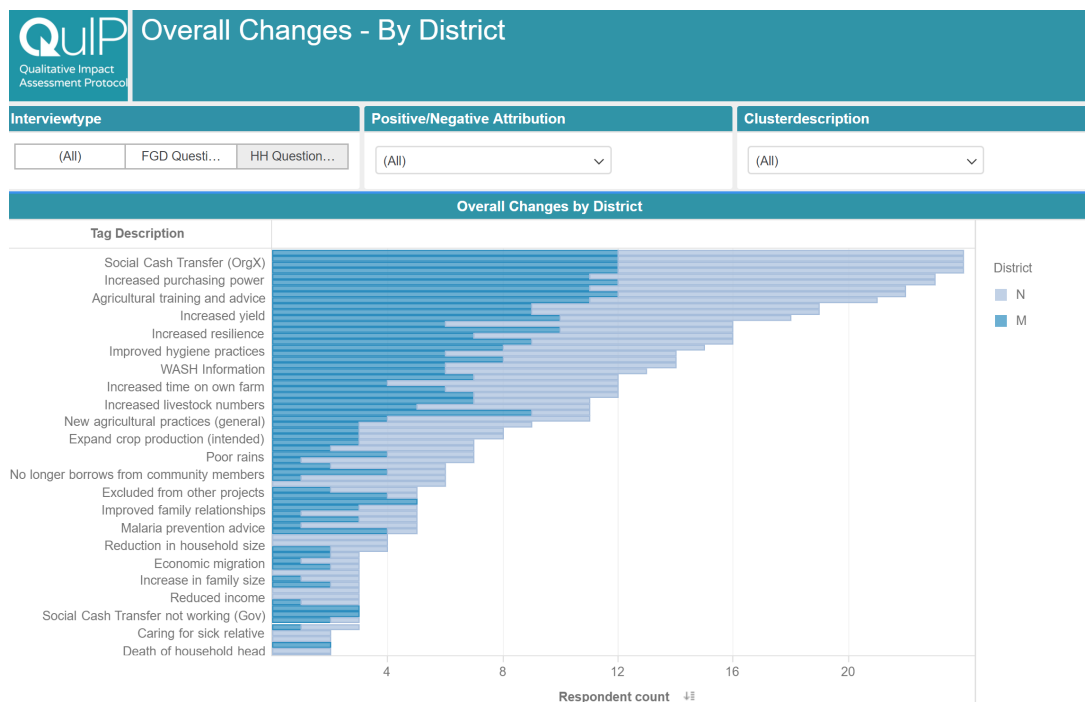 QuIP
Qualitative Impact
Assessment Protocol
Overall Changes - By District
Interviewtype
Positive/Negative Attribution
Clusterdescription
(All)
FGD Questi…
HH Question…
(All)
(All)
Overall Changes by District
Tag Description
Social Cash Transfer (OrgX)
Increased purchasing power
Agricultural training and advice
Increased yield
Increased resilience
Improved hygiene practices
WASH Information
Increased time on own farm
Increased livestock numbers
New agricultural practices (general)
Expand crop production (intended)
Poor rains
No longer borrows from community members
Excluded from other projects
Improved family relationships
Malaria prevention advice
Reduction in household size
Economic migration
Increase in family size
Reduced income
Social Cash Transfer not working (Gov)
Caring for sick relative
Death of household head
District
N
M
4 8 12 16 20
Respondent count